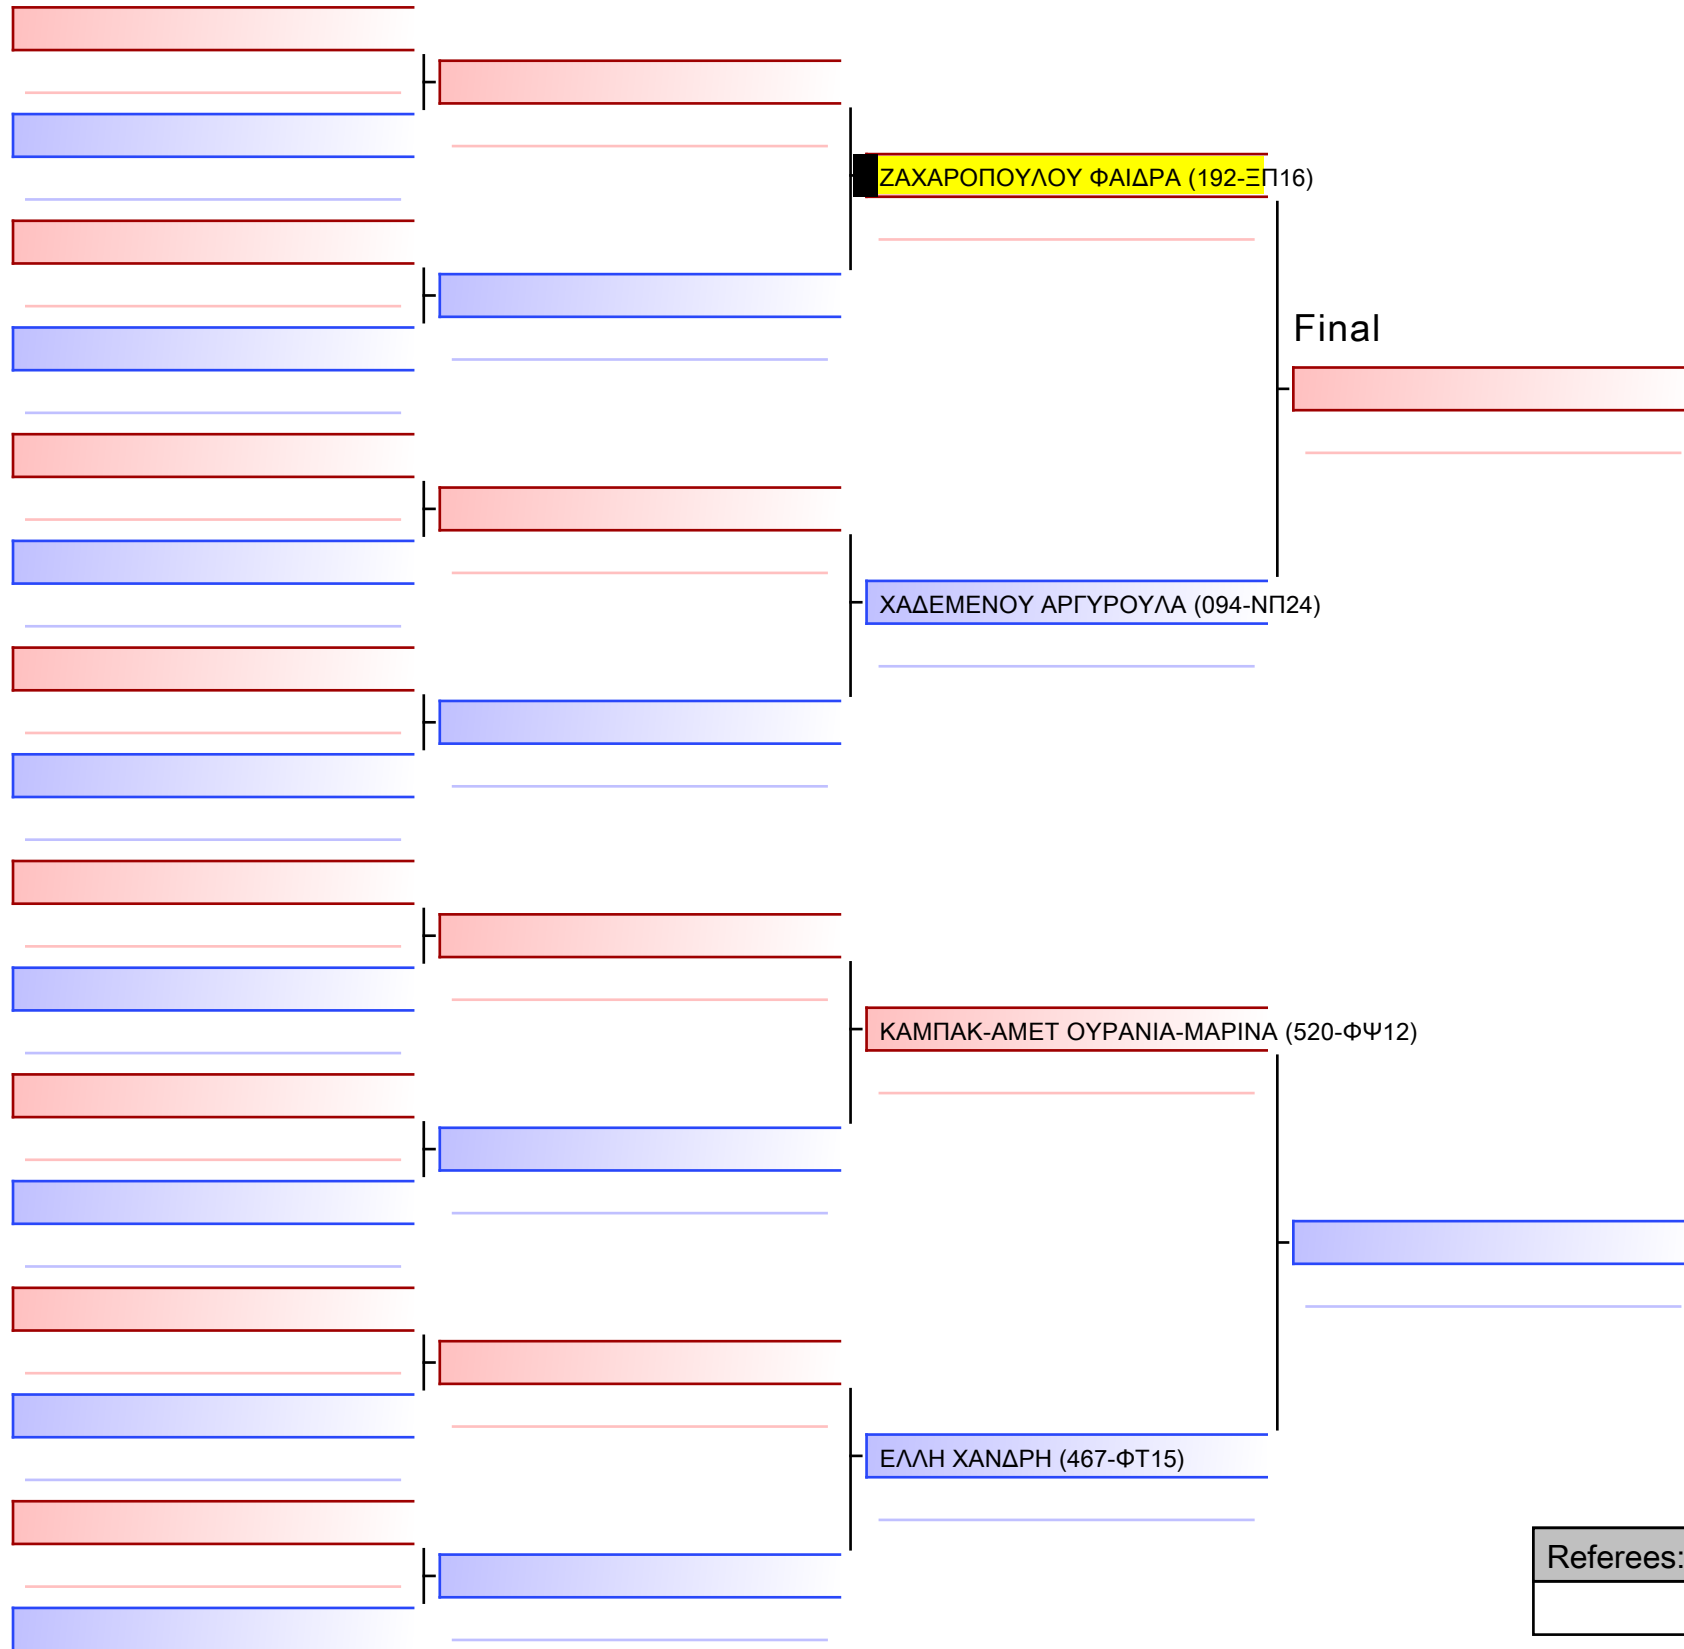 ΖΑΧΑΡΟΠΟΥΛΟΥ ΦΑΙΔΡΑ (192-ΞΠ16)
Final
ΧΑΔΕΜΕΝΟΥ ΑΡΓΥΡΟΥΛΑ (094-ΝΠ24)
ΚΑΜΠΑΚ-ΑΜΕΤ ΟΥΡΑΝΙΑ-ΜΑΡΙΝΑ (520-ΦΨ12)
ΕΛΛΗ ΧΑΝΔΡΗ (467-ΦΤ15)
Referees: